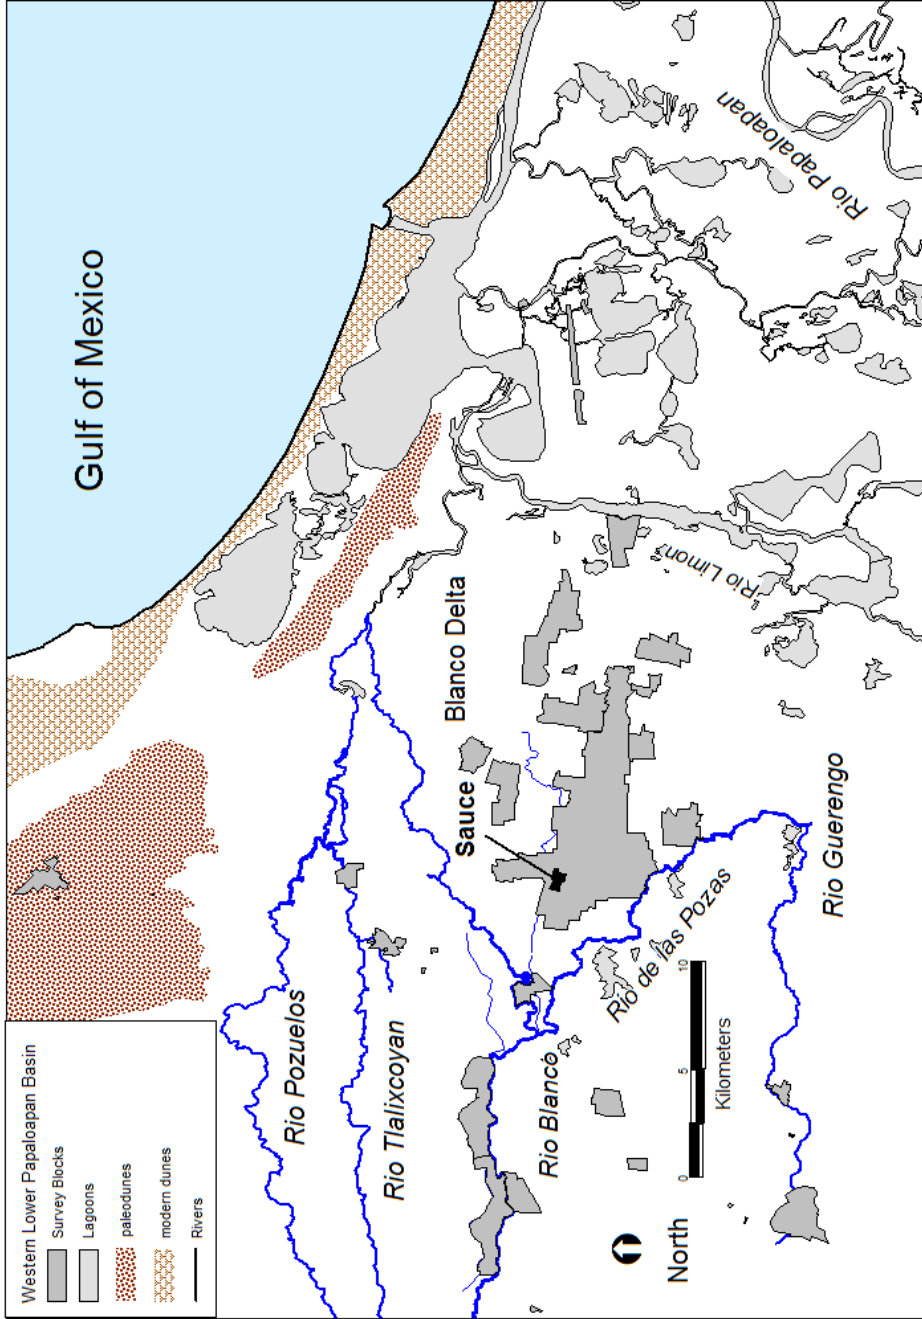 Western Lower Papaloapan Basin
Survey Blocks
Lagoons
paleodunes
modern dunes
Rivers
Gulf of Mexico
Rio Pozuelos
Rio Tlalixcoyan
Blanco Delta
Sauce
Rio Blanco
Rio de las Pozas
Rio Limon
Rio Papaloapan
Rio Guerengo
0 5 10
Kilometers
North